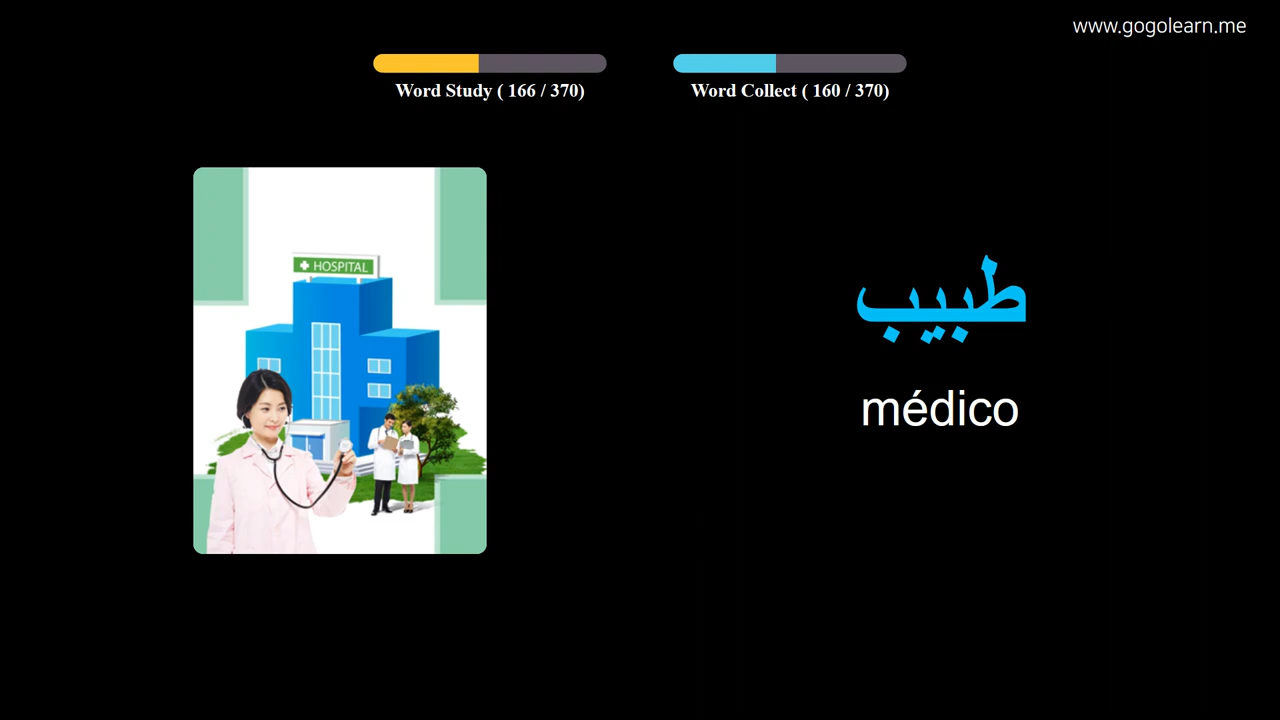 www.gogolearn.me
Word Study ( 166 / 370)
Word Collect ( 160 / 370)
HOSPITAL
طبيب
médico